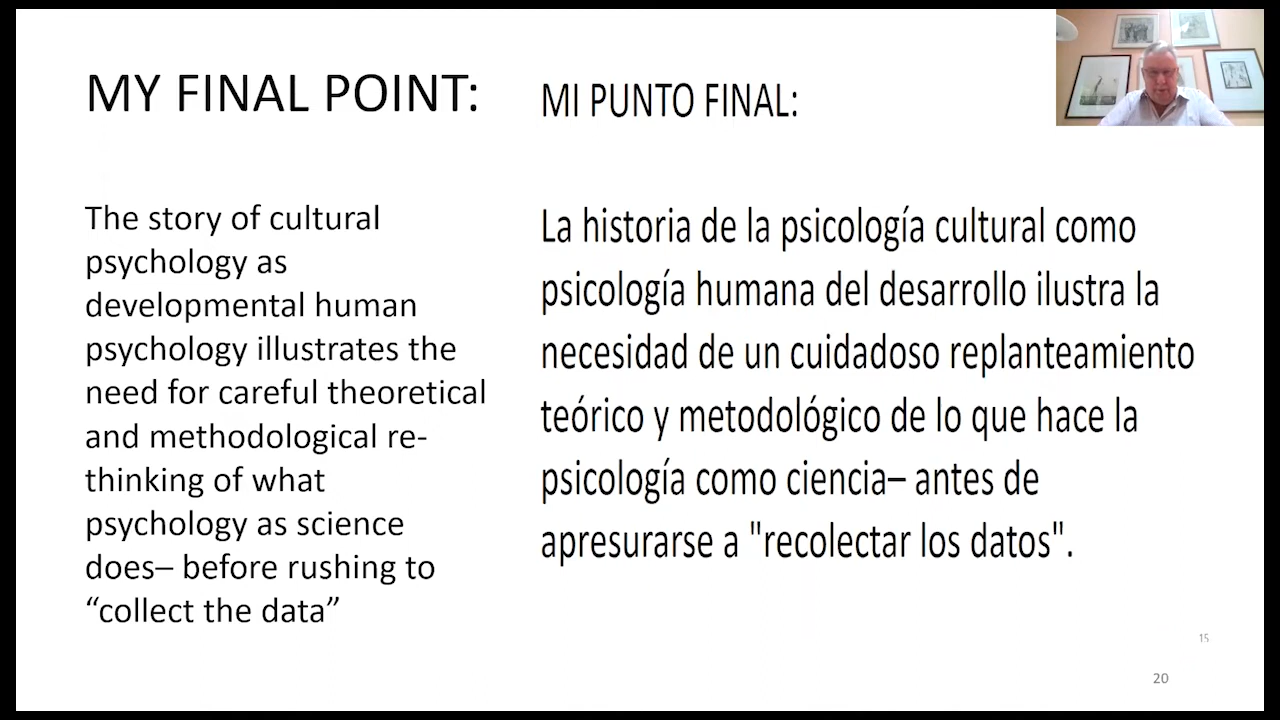 MY FINAL POINT:
The story of cultural
psychology as
developmental human
psychology illustrates the
need for careful theoretical
and methodological re-
thinking of what
psychology as science
does– before rushing to
“collect the data”
MI PUNTO FINAL:
La historia de la psicología cultural como
psicología humana del desarrollo ilustra la
necesidad de un cuidadoso replanteamiento
teórico y metodológico de lo que hace la
psicología como ciencia– antes de
apresurarse a "recolectar los datos".
15
20